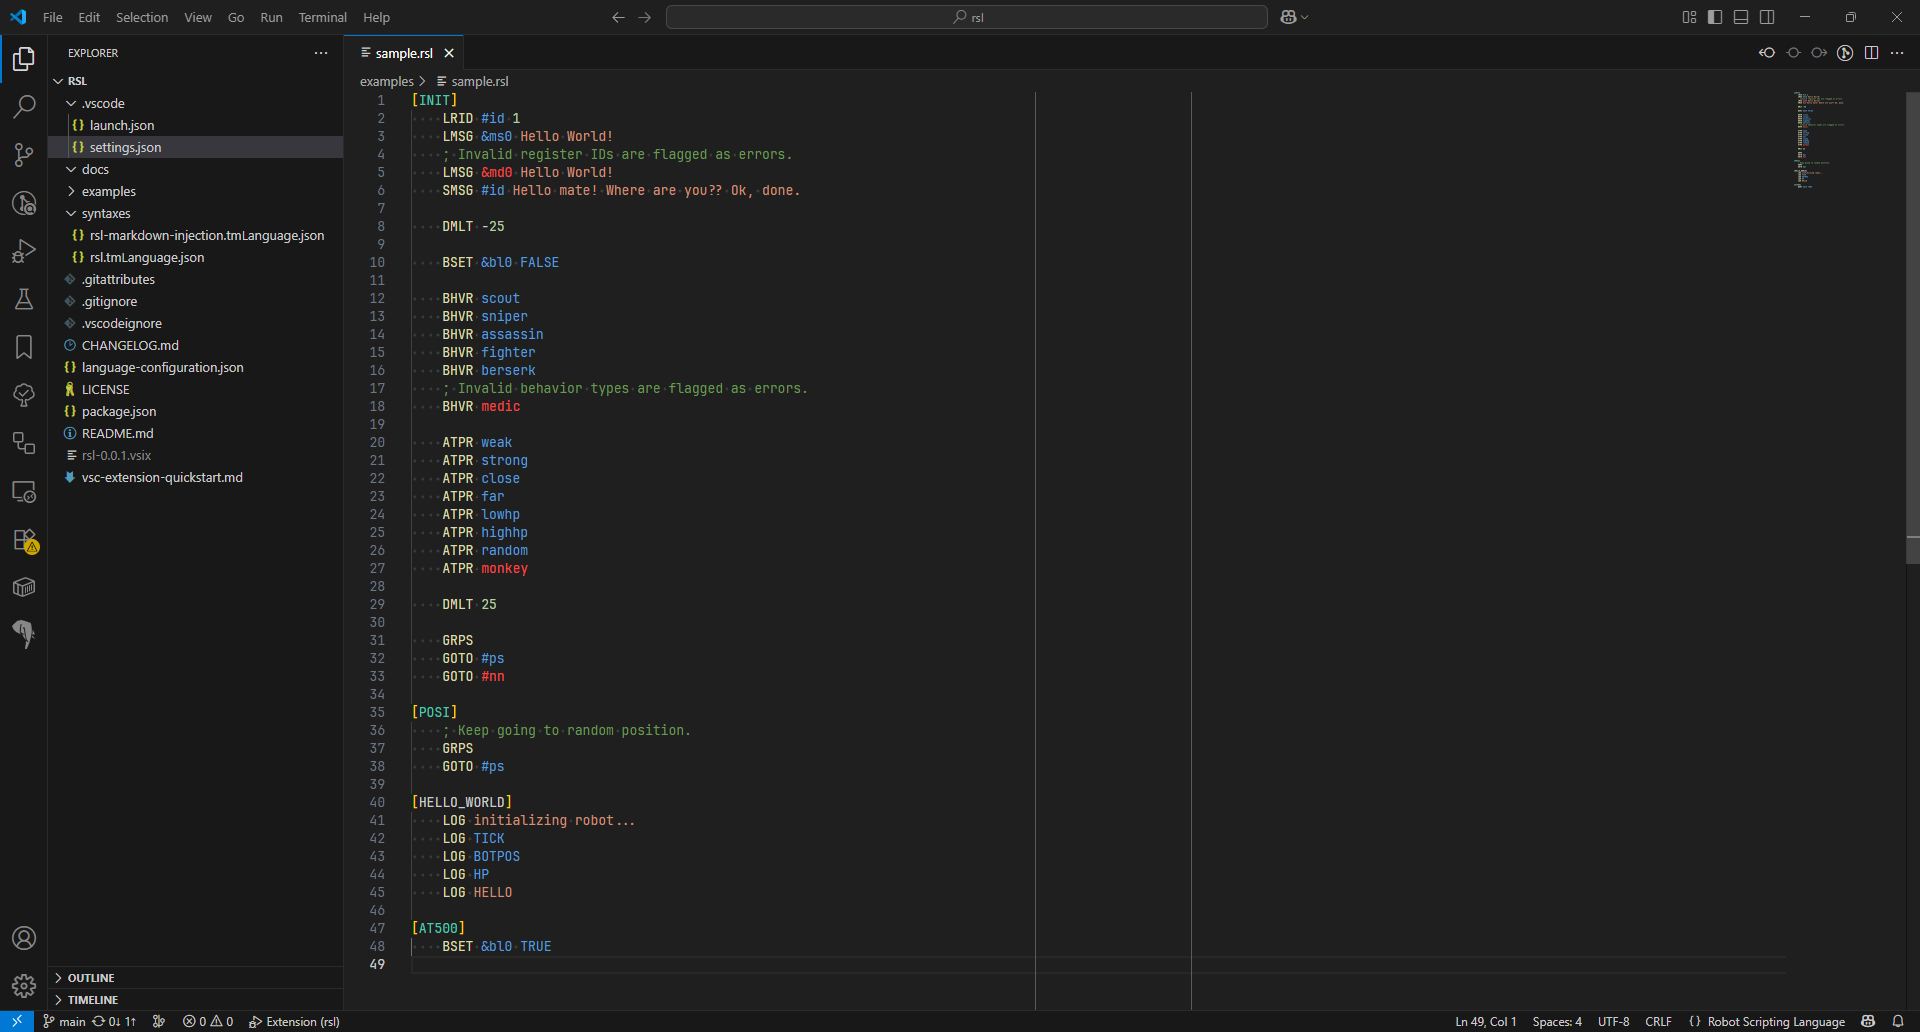 File Edit Selection View Go Run Terminal Help
rsl
EXPLORER
RSL
.vscode
launch.json
settings.json
docs
examples
syntaxes
rsl-markdown-injection.tmLanguage.json
rsl.tmLanguage.json
.gitattributes
.gitignore
.vscodeignore
CHANGELOG.md
language-configuration.json
LICENSE
package.json
README.md
rsl-0.0.1.vsix
vsc-extension-quickstart.md
OUTLINE
TIMELINE
sample.rsl
examples > sample.rsl
1 [INIT]
2 LRID #id 1
3 LMSG &ms0 Hello World!
4 ; Invalid register IDs are flagged as errors.
5 LMSG &md0 Hello World!
6 SMSG #id Hello mate! Where are you?? Ok, done.
7
8 DMLT -25
9
10 BSET &bl0 FALSE
11
12 BHVR scout
13 BHVR sniper
14 BHVR assassin
15 BHVR fighter
16 BHVR berserk
17 ; Invalid behavior types are flagged as errors.
18 BHVR medic
19
20 ATPR weak
21 ATPR strong
22 ATPR close
23 ATPR far
24 ATPR lowhp
25 ATPR highhp
26 ATPR random
27 ATPR monkey
28
29 DMLT 25
30
31 GRPS
32 GOTO #ps
33 GOTO #nn
34
35 [POSI]
36 ; Keep going to random position.
37 GRPS
38 GOTO #ps
39
40 [HELLO_WORLD]
41 LOG initializing robot...
42 LOG TICK
43 LOG BOTPOS
44 LOG HP
45 LOG HELLO
46
47 [AT500]
48 BSET &bl0 TRUE
49
main 0↓ 1↑ 0 0 Extension (rsl) Ln 49, Col 1 Spaces: 4 UTF-8 CRLF {} Robot Scripting Language